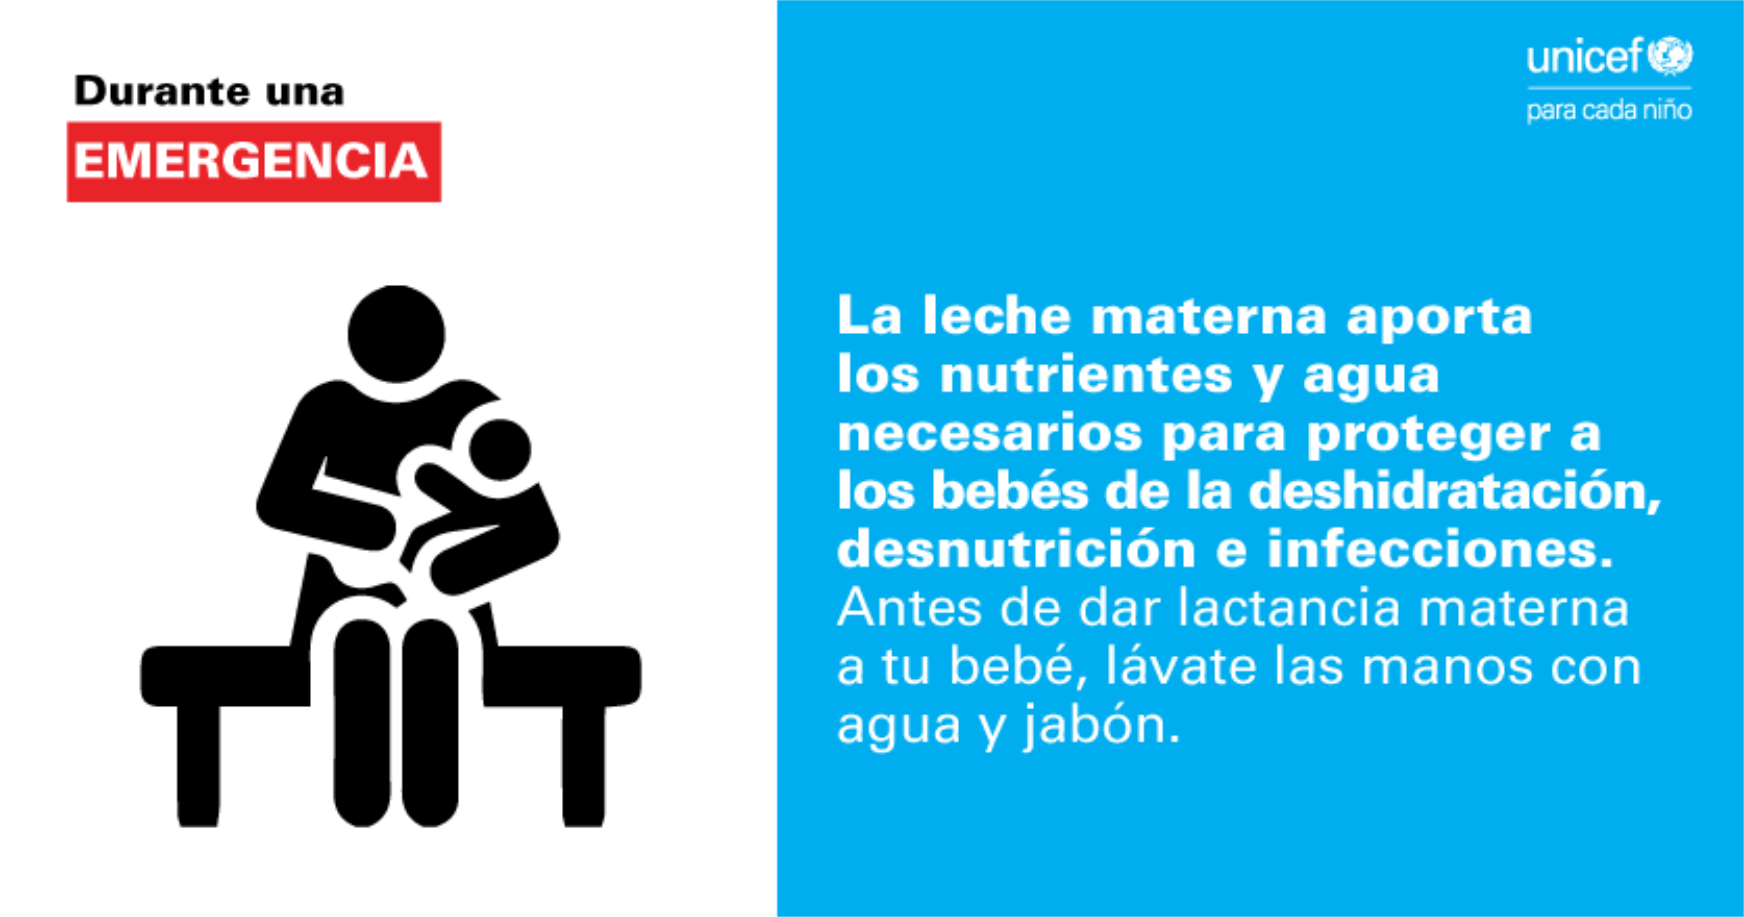 Durante una
EMERGENCIA
unicef
para cada niño
La leche materna aporta
los nutrientes y agua
necesarios para proteger a
los bebés de la deshidratación,
desnutrición e infecciones.
Antes de dar lactancia materna
a tu bebé, lávate las manos con
agua y jabón.